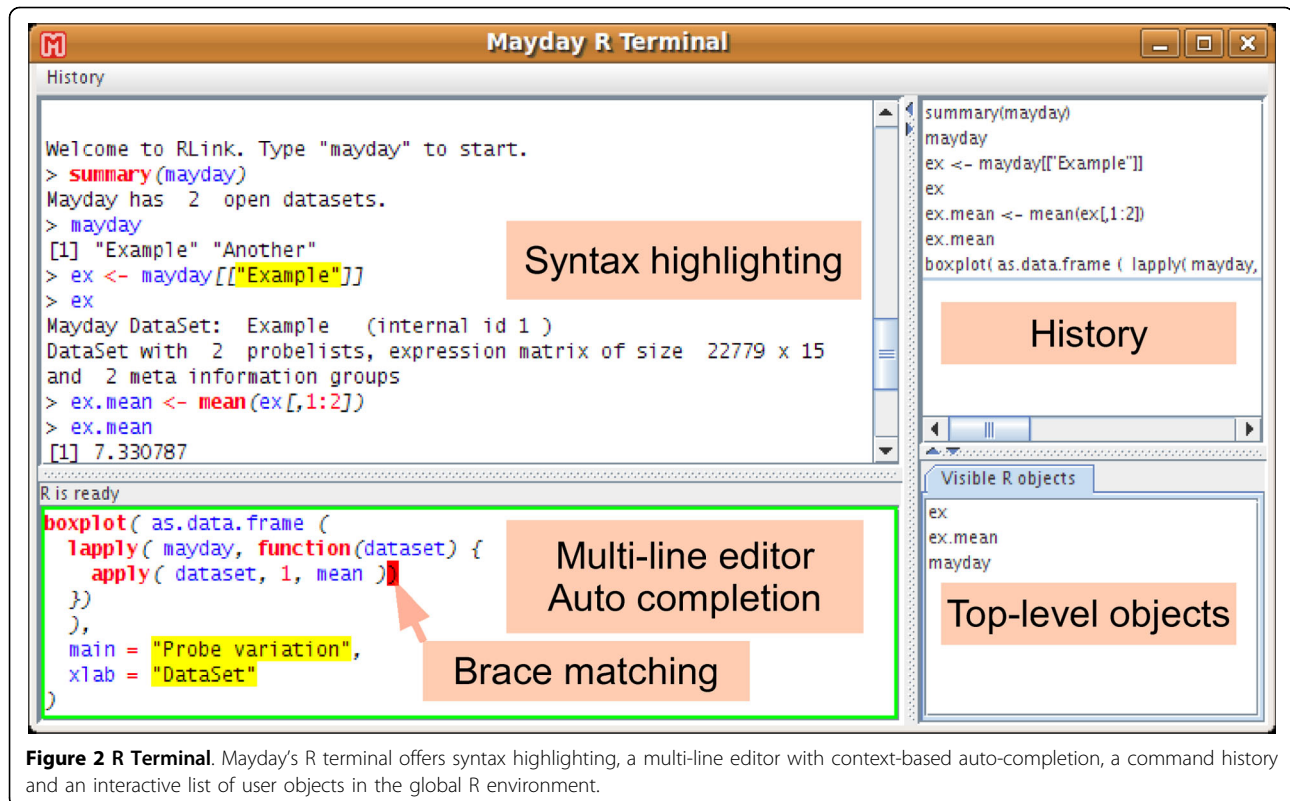 Mayday R Terminal
History
Welcome to RLink. Type "mayday" to start.
> summary(mayday)
Mayday has 2 open datasets.
> mayday
[1] "Example" "Another"
> ex <- mayday[["Example"]]
> ex
Mayday DataSet: Example (internal id 1 )
DataSet with 2 probelists, expression matrix of size 22779 x 15
and 2 meta information groups
> ex.mean <- mean(ex[,1:2])
> ex.mean
[1] 7.330787
Syntax highlighting
summary(mayday)
mayday
ex <- mayday[["Example"]]
ex
ex.mean <- mean(ex[,1:2])
ex.mean
boxplot( as.data.frame ( lapply( mayday,
History
R is ready
boxplot( as.data.frame (
lapply( mayday, function(dataset) {
apply( dataset, 1, mean ))
})
),
main = "Probe variation",
xlab = "DataSet"
)
Multi-line editor
Auto completion
Brace matching
Visible R objects
ex
ex.mean
mayday
Top-level objects
Figure 2 R Terminal. Mayday's R terminal offers syntax highlighting, a multi-line editor with context-based auto-completion, a command history
and an interactive list of user objects in the global R environment.